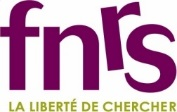 fnrs
LA LIBERTÉ DE CHERCHER